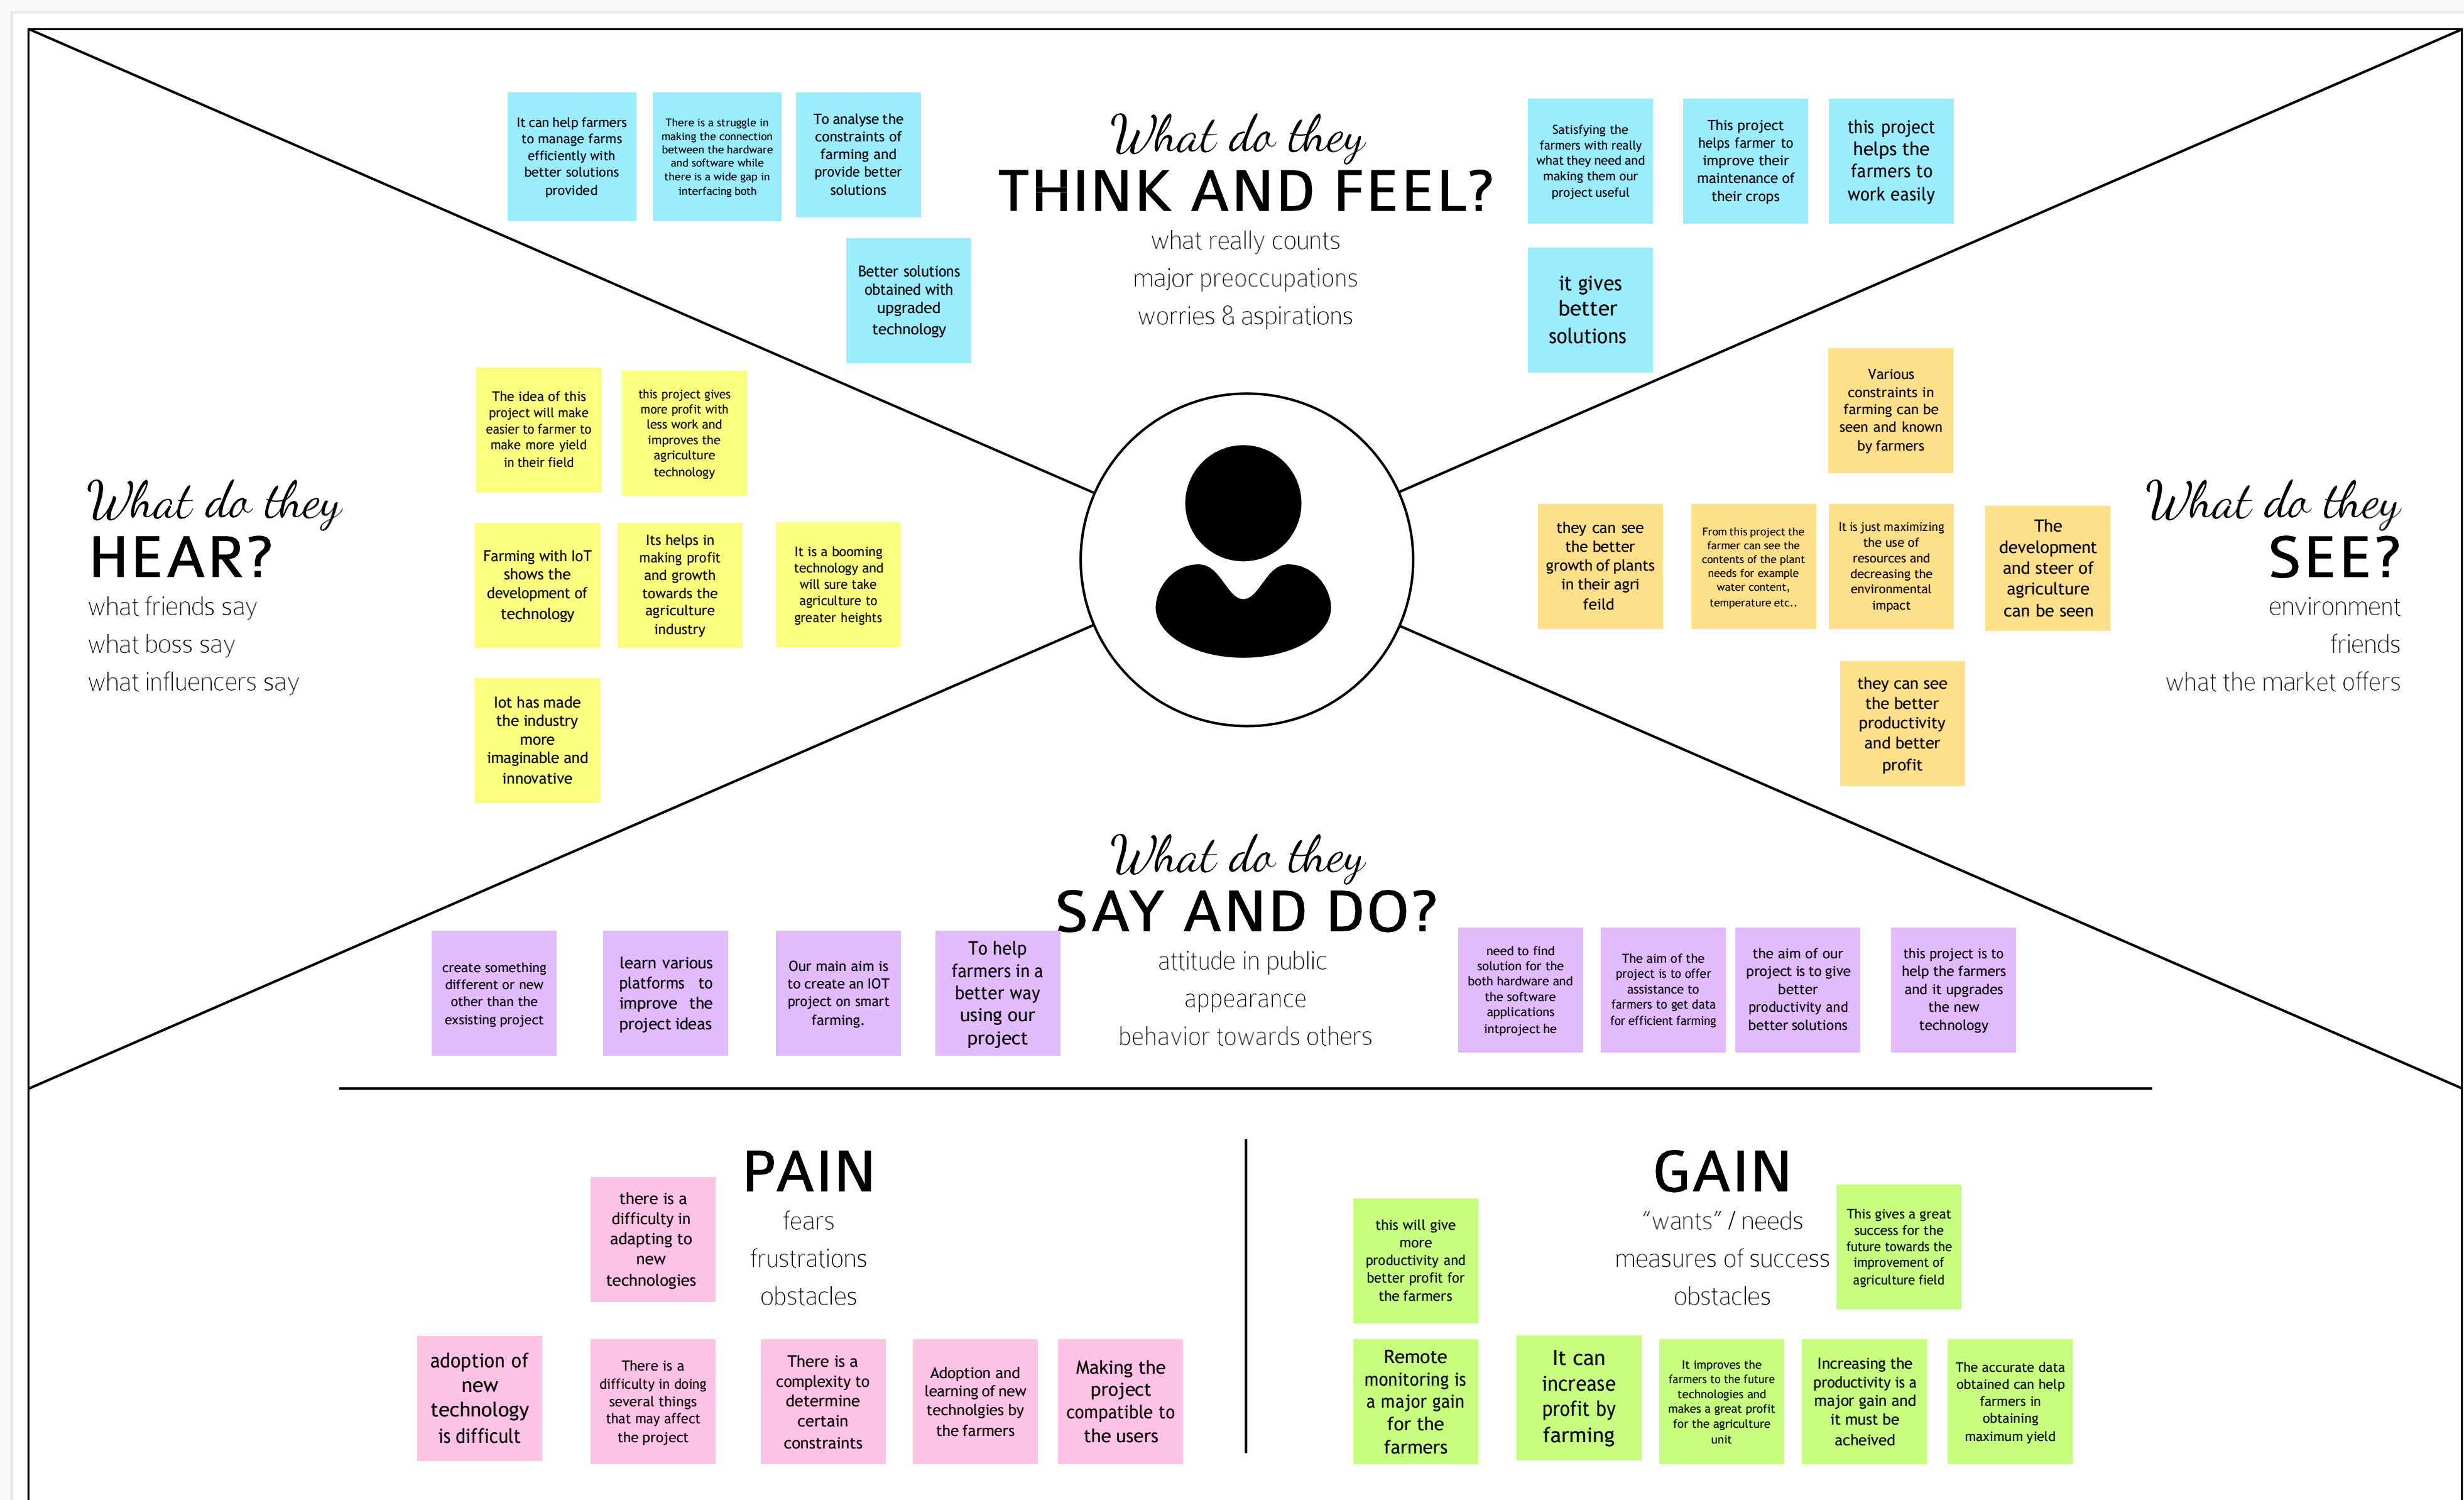 What do they
THINK AND FEEL?
what really counts
major preoccupations
worries & aspirations
It can help farmers
to manage farms
efficiently with
better solutions
provided
There is a struggle in
making the connection
between the hardware
and software while
there is a wide gap in
interfacing both
To analyse the
constraints of
farming and
provide better
solutions
Better solutions
obtained with
upgraded
technology
Satisfying the
farmers with really
what they need and
making them our
project useful
This project
helps farmer to
improve their
maintenance of
their crops
this project
helps the
farmers to
work easily
it gives
better
solutions
What do they
HEAR?
what friends say
what boss say
what influencers say
The idea of this
project will make
easier to farmer to
make more yield
in their field
this project gives
more profit with
less work and
improves the
agriculture
technology
Farming with IoT
shows the
development of
technology
Its helps in
making profit
and growth
towards the
agriculture
industry
It is a booming
technology and
will sure take
agriculture to
greater heights
Iot has made
the industry
more
imaginable and
innovative
What do they
SEE?
environment
friends
what the market offers
Various
constraints in
farming can be
seen and known
by farmers
they can see
the better
growth of plants
in their agri
feild
From this project the
farmer can see the
contents of the plant
needs for example
water content,
temperature etc..
It is just maximizing
the use of
resources and
decreasing the
environmental
impact
The
development
and steer of
agriculture
can be seen
they can see
the better
productivity
and better
profit
What do they
SAY AND DO?
attitude in public
appearance
behavior towards others
create something
different or new
other than the
exsisting project
learn various
platforms to
improve the
project ideas
Our main aim is
to create an IOT
project on smart
farming.
To help
farmers in a
better way
using our
project
need to find
solution for the
both hardware and
the software
applications
intproject he
The aim of the
project is to offer
assistance to
farmers to get data
for efficient farming
the aim of our
project is to give
better
productivity and
better solutions
this project is to
help the farmers
and it upgrades
the new
technology
PAIN
fears
frustrations
obstacles
there is a
difficulty in
adapting to
new
technologies
adoption of
new
technology
is difficult
There is a
difficulty in doing
several things
that may affect
the project
There is a
complexity to
determine
certain
constraints
Adoption and
learning of new
technolgies by
the farmers
Making the
project
compatible to
the users
GAIN
“wants” / needs
measures of success
obstacles
this will give
more
productivity and
better profit for
the farmers
This gives a great
success for the
future towards the
improvement of
agriculture field
Remote
monitoring is
a major gain
for the
farmers
It can
increase
profit by
farming
It improves the
farmers to the future
technologies and
makes a great profit
for the agriculture
unit
Increasing the
productivity is a
major gain and
it must be
acheived
The accurate data
obtained can help
farmers in
obtaining
maximum yield